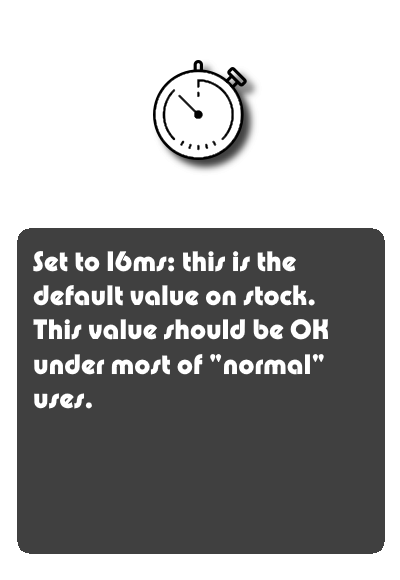 Set to 16ms: this is the
default value on stock.
This value should be OK
under most of "normal"
uses.